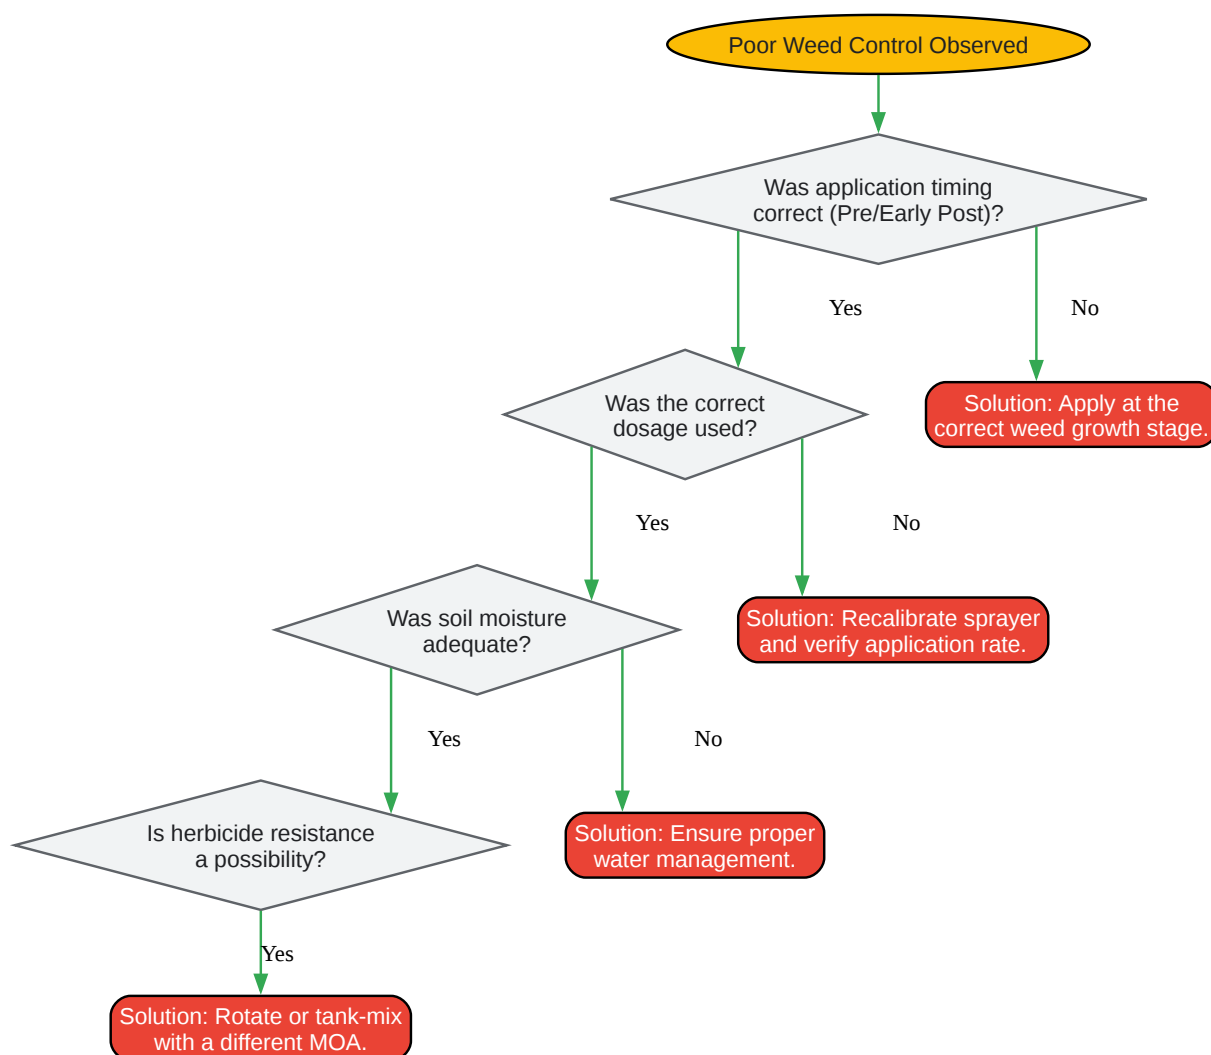 Poor Weed Control Observed
Was application timing
correct (Pre/Early Post)?
Yes
No
Was the correct
dosage used?
Solution: Apply at the
correct weed growth stage.
Yes
No
Was soil moisture
adequate?
Solution: Recalibrate sprayer
and verify application rate.
Yes
No
Is herbicide resistance
a possibility?
Solution: Ensure proper
water management.
Yes
Solution: Rotate or tank-mix
with a different MOA.